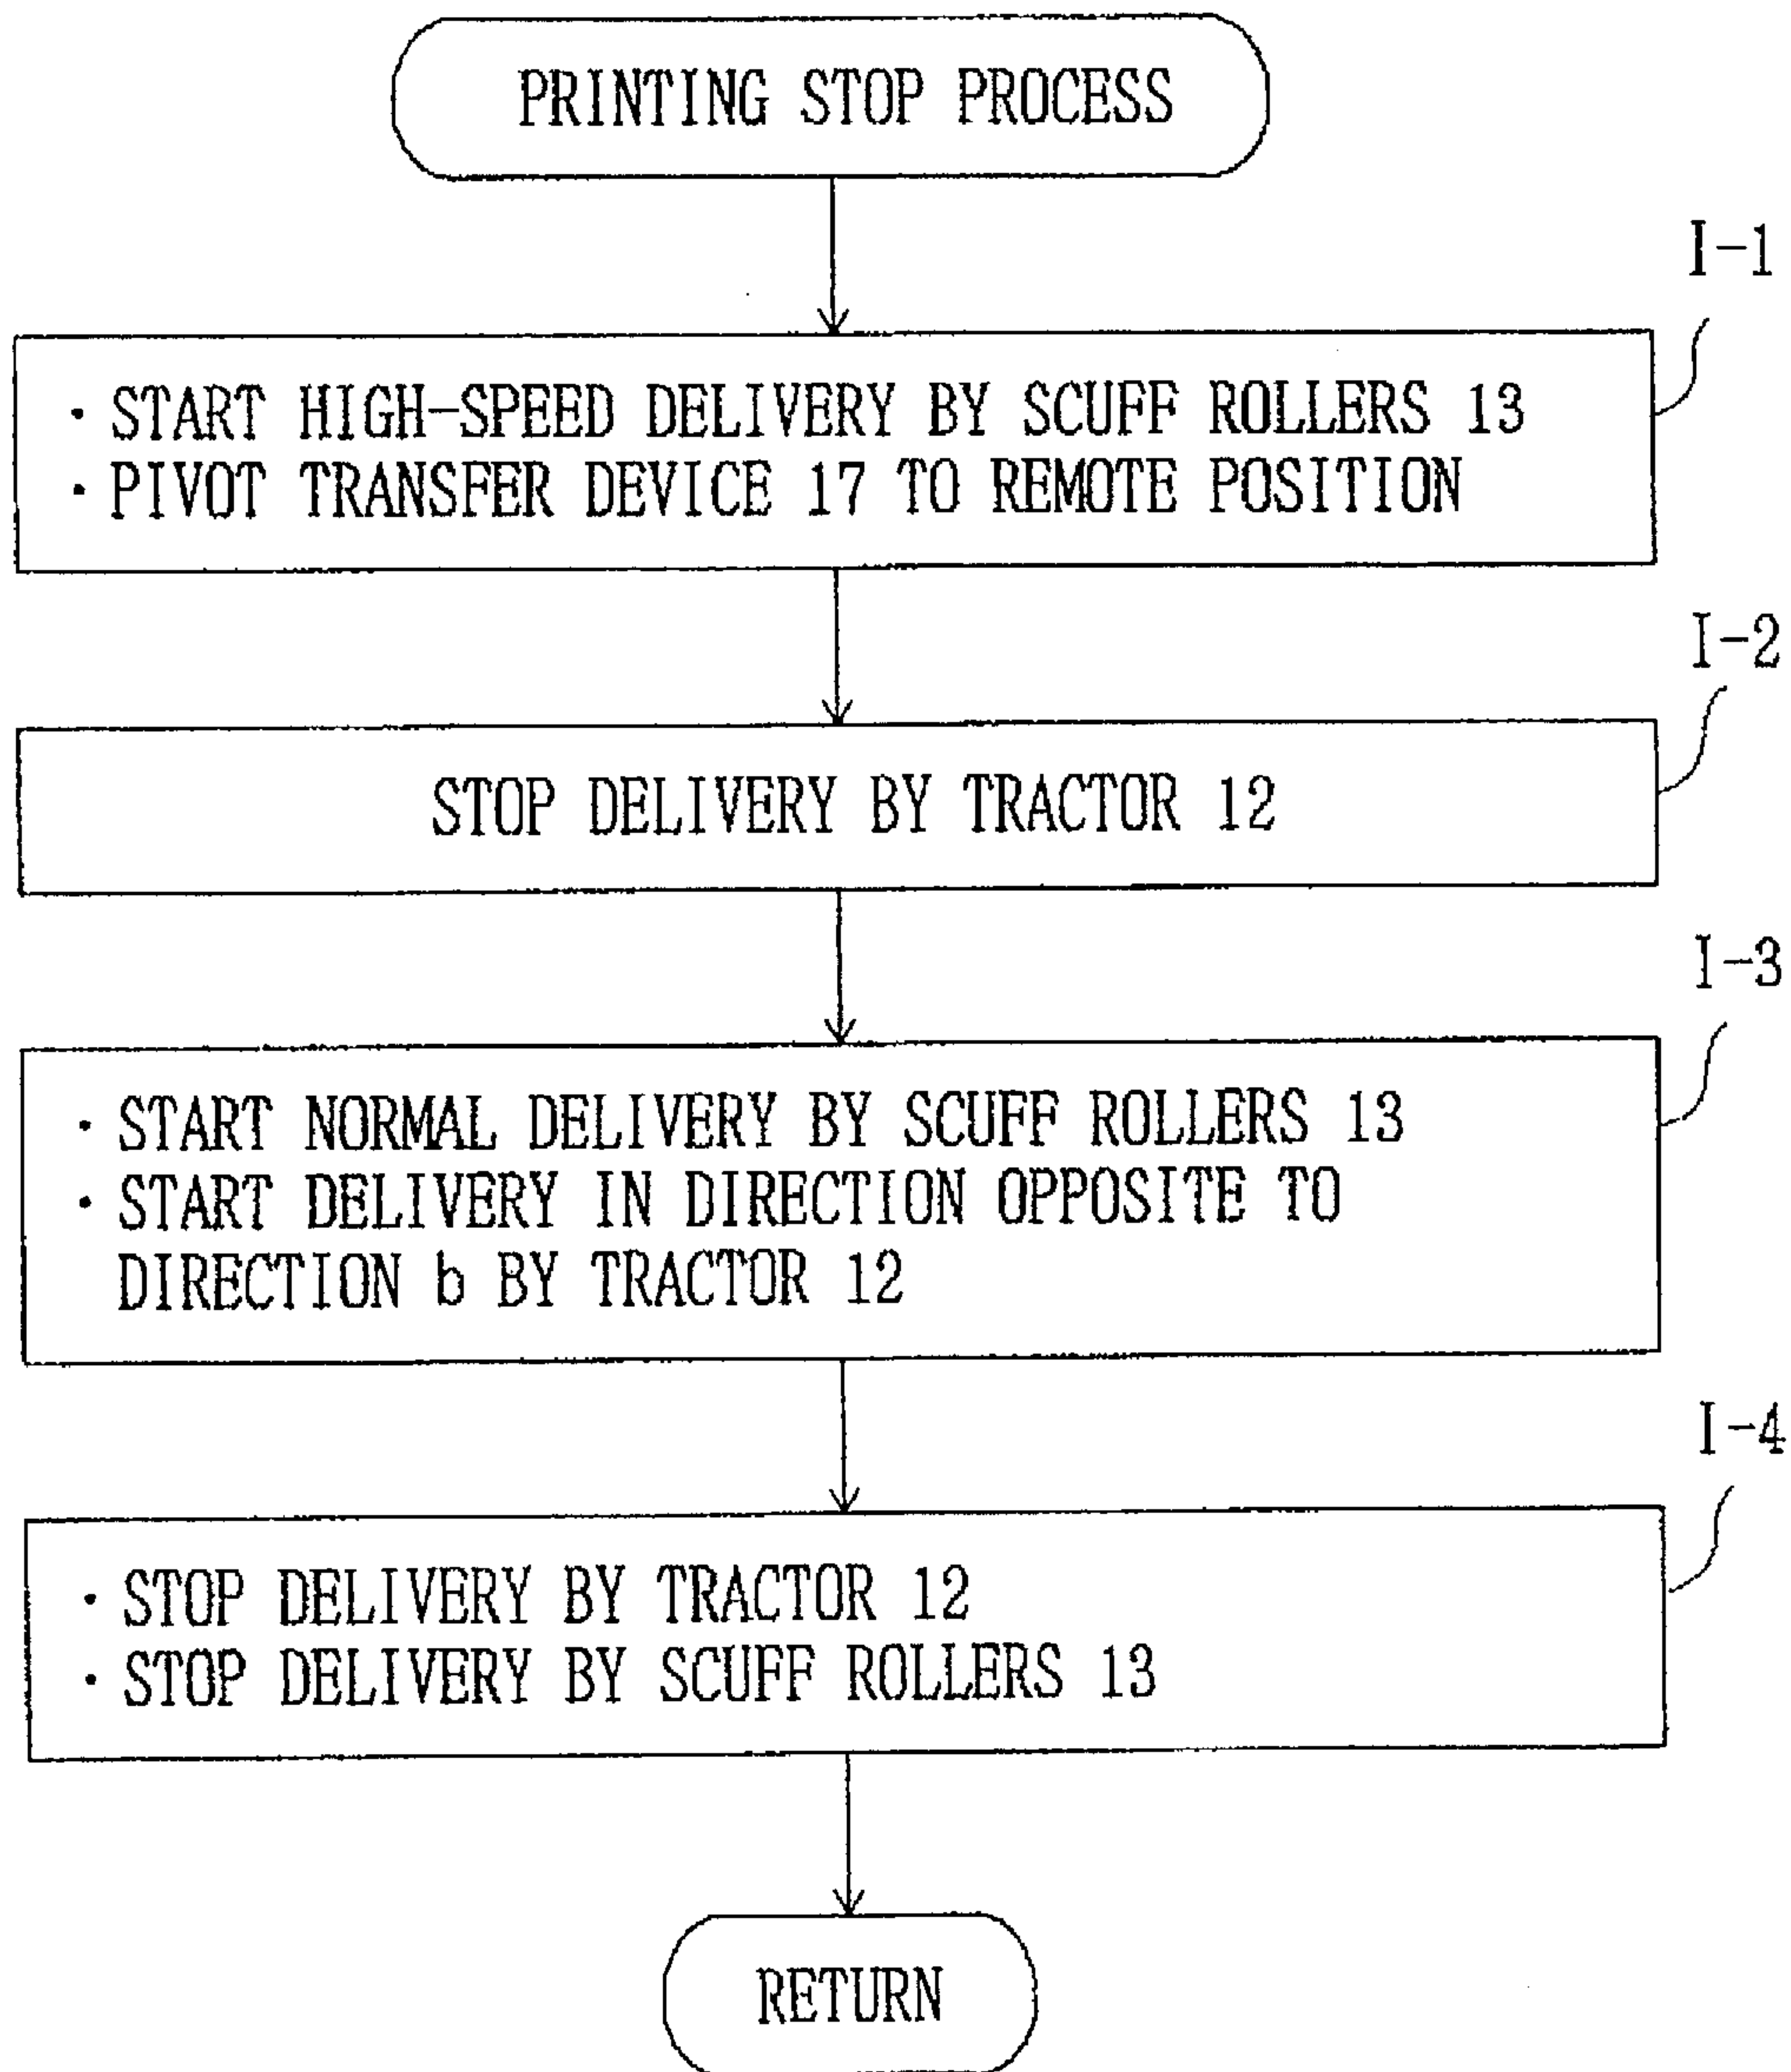 PRINTING STOP PROCESS
I-1
· START HIGH-SPEED DELIVERY BY SCUFF ROLLERS 13
· PIVOT TRANSFER DEVICE 17 TO REMOTE POSITION
I-2
STOP DELIVERY BY TRACTOR 12
I-3
· START NORMAL DELIVERY BY SCUFF ROLLERS 13
· START DELIVERY IN DIRECTION OPPOSITE TO
DIRECTION b BY TRACTOR 12
I-4
· STOP DELIVERY BY TRACTOR 12
· STOP DELIVERY BY SCUFF ROLLERS 13
RETURN